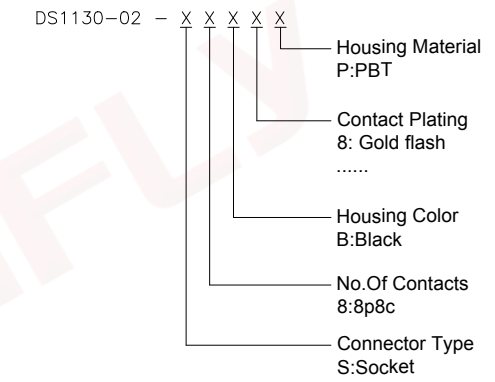 DS1130-02 - X X X X X
Housing Material
P:PBT
Contact Plating
8: Gold flash
......
Housing Color
B:Black
No.Of Contacts
8:8p8c
Connector Type
S:Socket